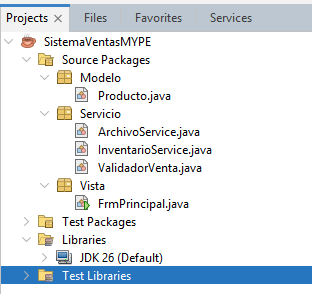 Projects
Files
Favorites
Services
SistemaVentasMYPE
Source Packages
Modelo
Producto.java
Servicio
ArchivoService.java
InventarioService.java
ValidadorVenta.java
Vista
FrmPrincipal.java
Test Packages
Libraries
JDK 26 (Default)
Test Libraries